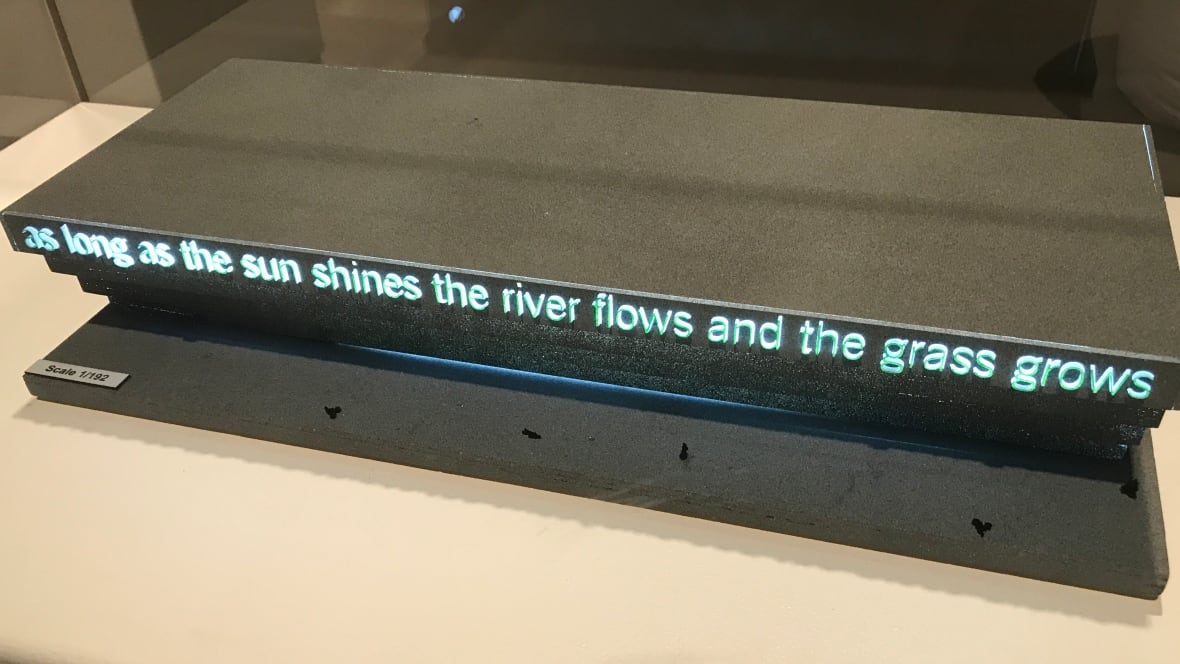 as long as the sun shines the river flows and the grass grows
Scale 1/192